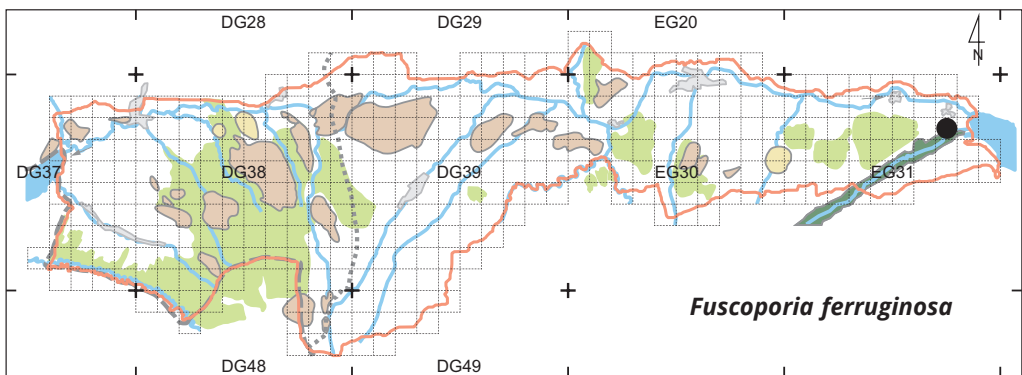 DG28 DG29 EG20
N
DG37 DG38 DG39 EG30 EG31
Fuscoporia ferruginosa
DG48 DG49